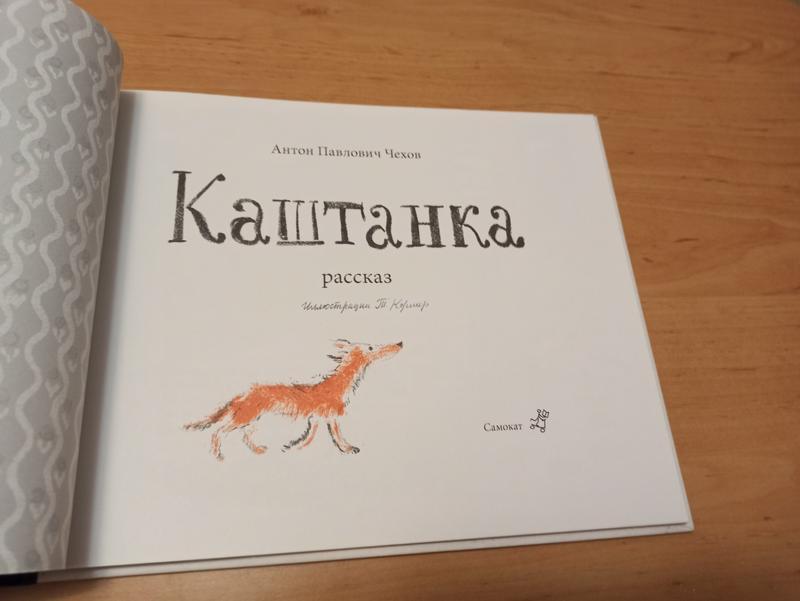 Антон Павлович Чехов
Каштанка
рассказ
Иллюстрации Т. Кормер
Самокат